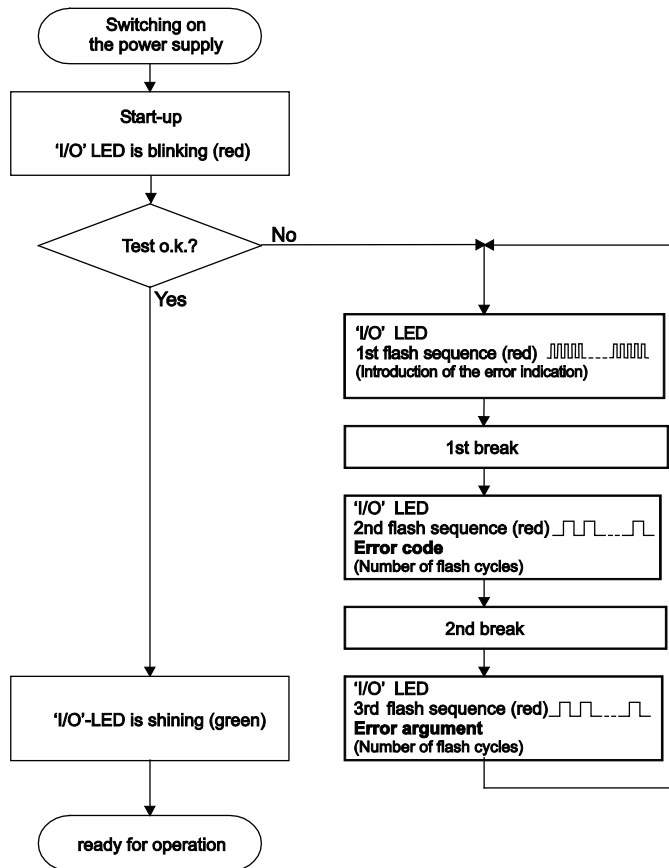 Switching on
the power supply
Start-up
'I/O' LED is blinking (red)
Test o.k.?
No
Yes
'I/O' LED
1st flash sequence (red)
(Introduction of the error indication)
1st break
'I/O' LED
2nd flash sequence (red)
Error code
(Number of flash cycles)
2nd break
'I/O' LED
3rd flash sequence (red)
Error argument
(Number of flash cycles)
'I/O'-LED is shining (green)
ready for operation